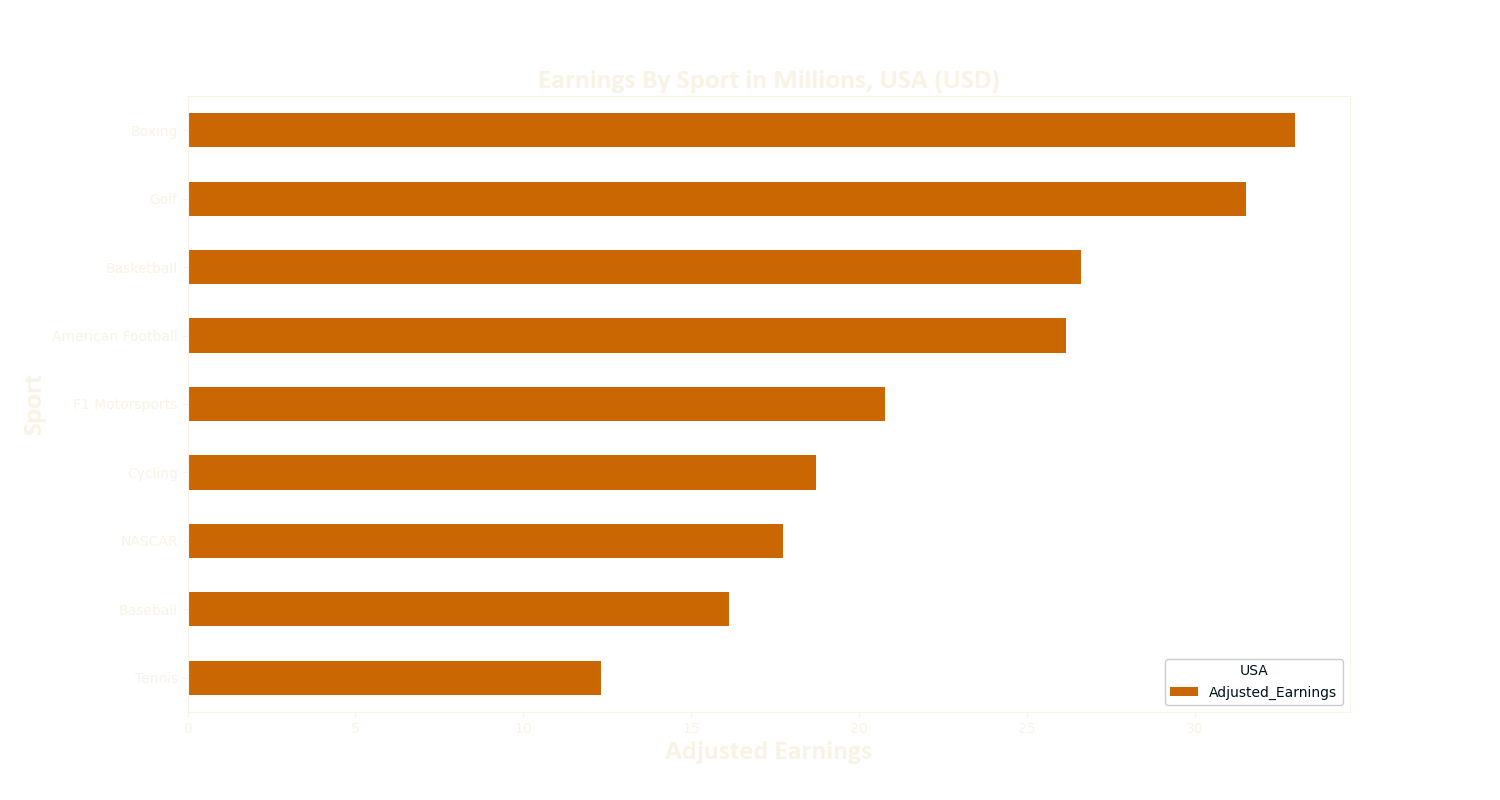 Earnings By Sport in Millions, USA (USD)
Boxing
Golf
Basketball
American Football
F1 Motorsports
Cycling
NASCAR
Baseball
Tennis
Sport
0 5 10 15 20 25 30
Adjusted Earnings
USA
Adjusted_Earnings